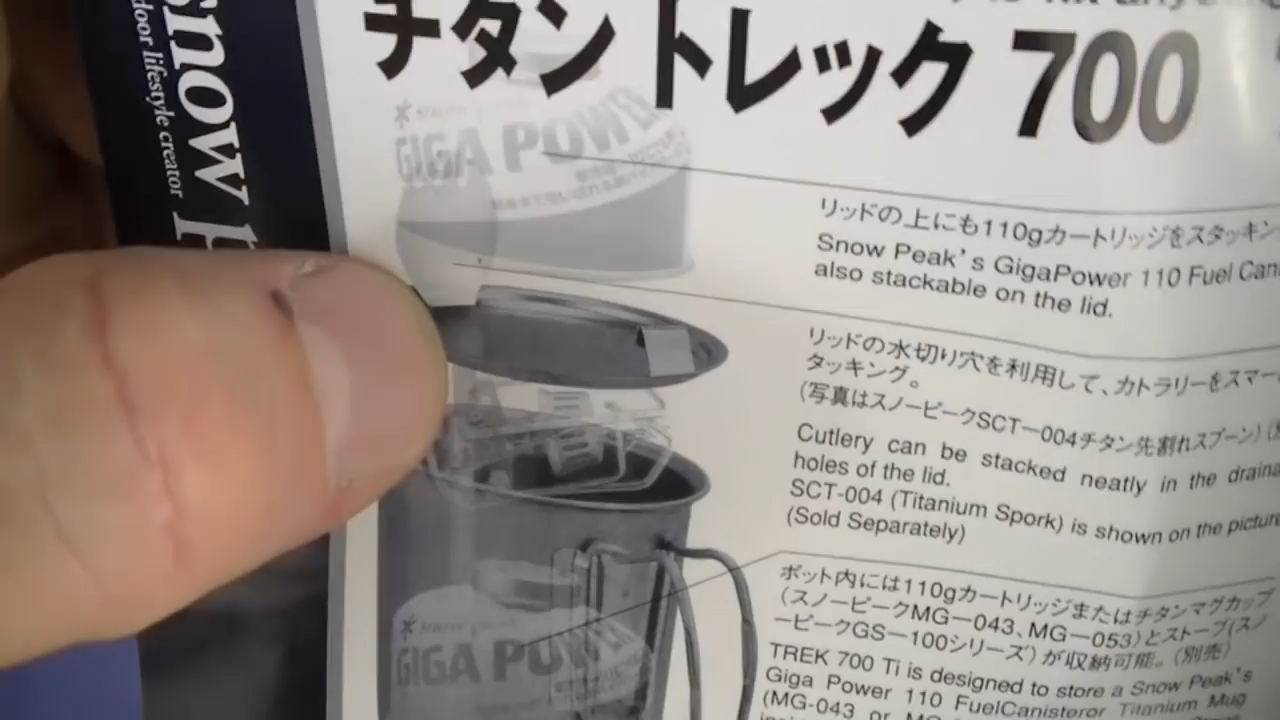 snow
door lifestyle creator
チタン トレック 700
GIGA POWER
リッドの上にも110gカートリッジをスタッキン
Snow Peak's GigaPower 110 Fuel Can
also stackable on the lid.
リッドの水切り穴を利用して、カトラリーをスマー
タッキング。
(写真はスノーピークSCT-004チタン先割れスプーン)
Cutlery can be stacked neatly in the draina
holes of the lid.
SCT-004 (Titanium Spork) is shown on the pictur
(Sold Separately)
ポット内には110gカートリッジまたはチタンマグカップ
(スノーピークMG-043、MG-053)とストーブ(スノ
ーピークGS-100シリーズ)が収納可能。(別売)
GIGA POWER
TREK 700 Ti is designed to store a Snow Peak's
Giga Power 110 FuelCanisteror Titanium Mug
(MG-043 or